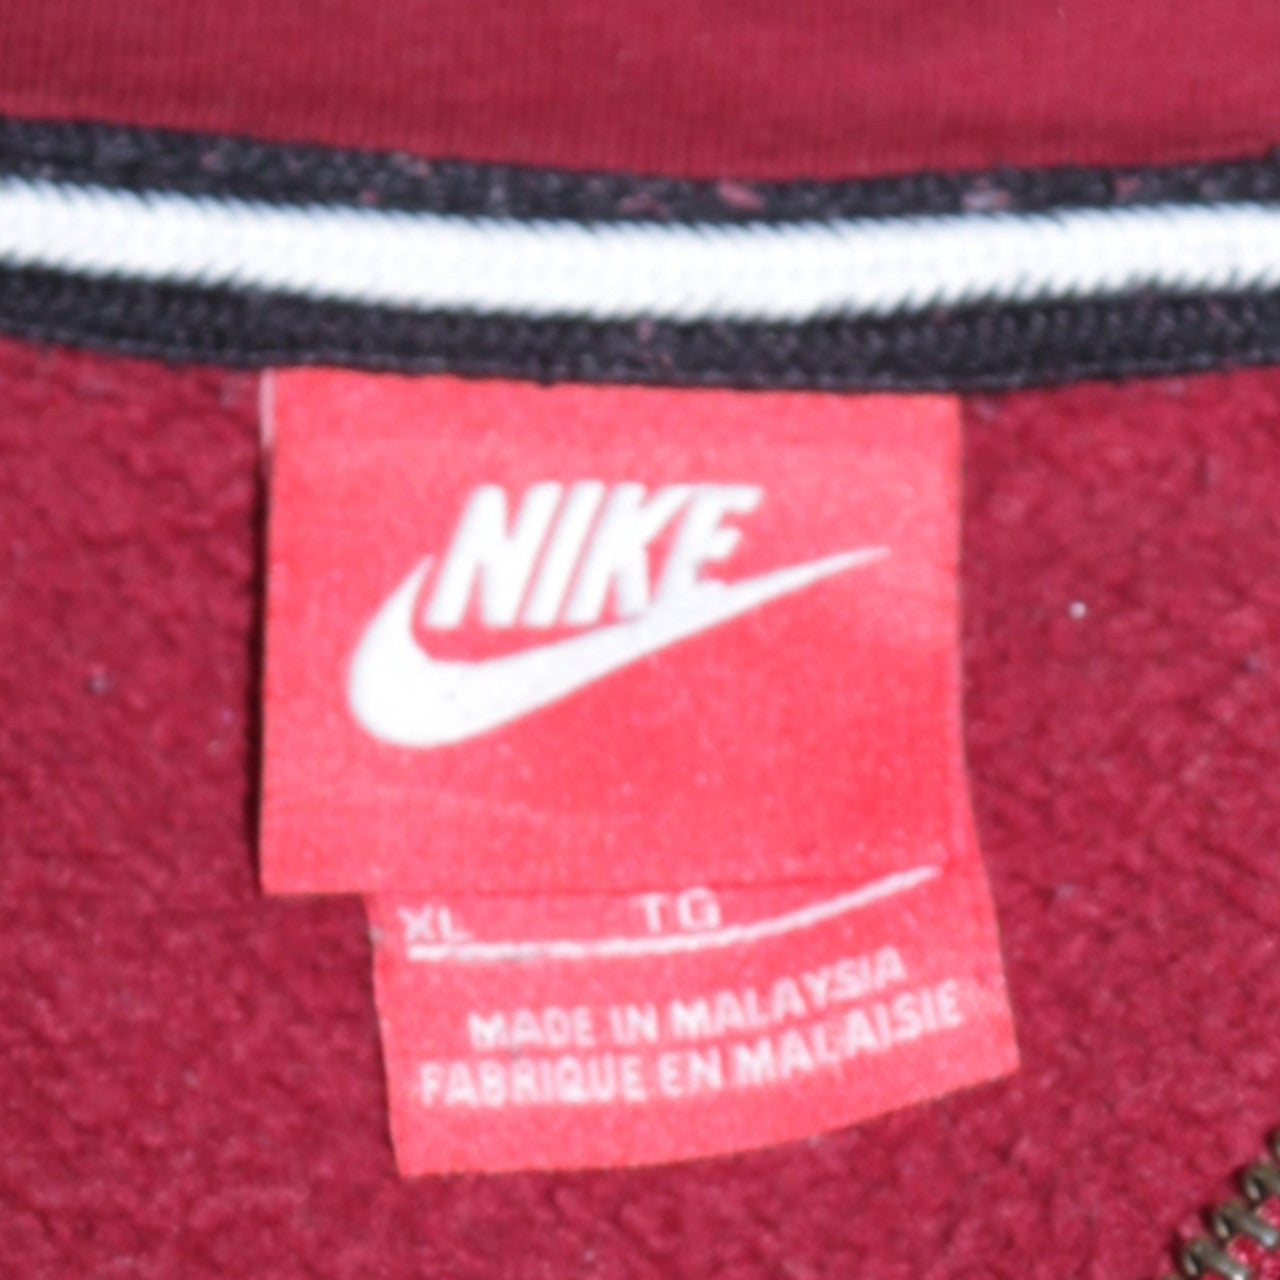 NIKE
XL TG
MADE IN MALAYSIA
FABRIQUE EN MALAISIE